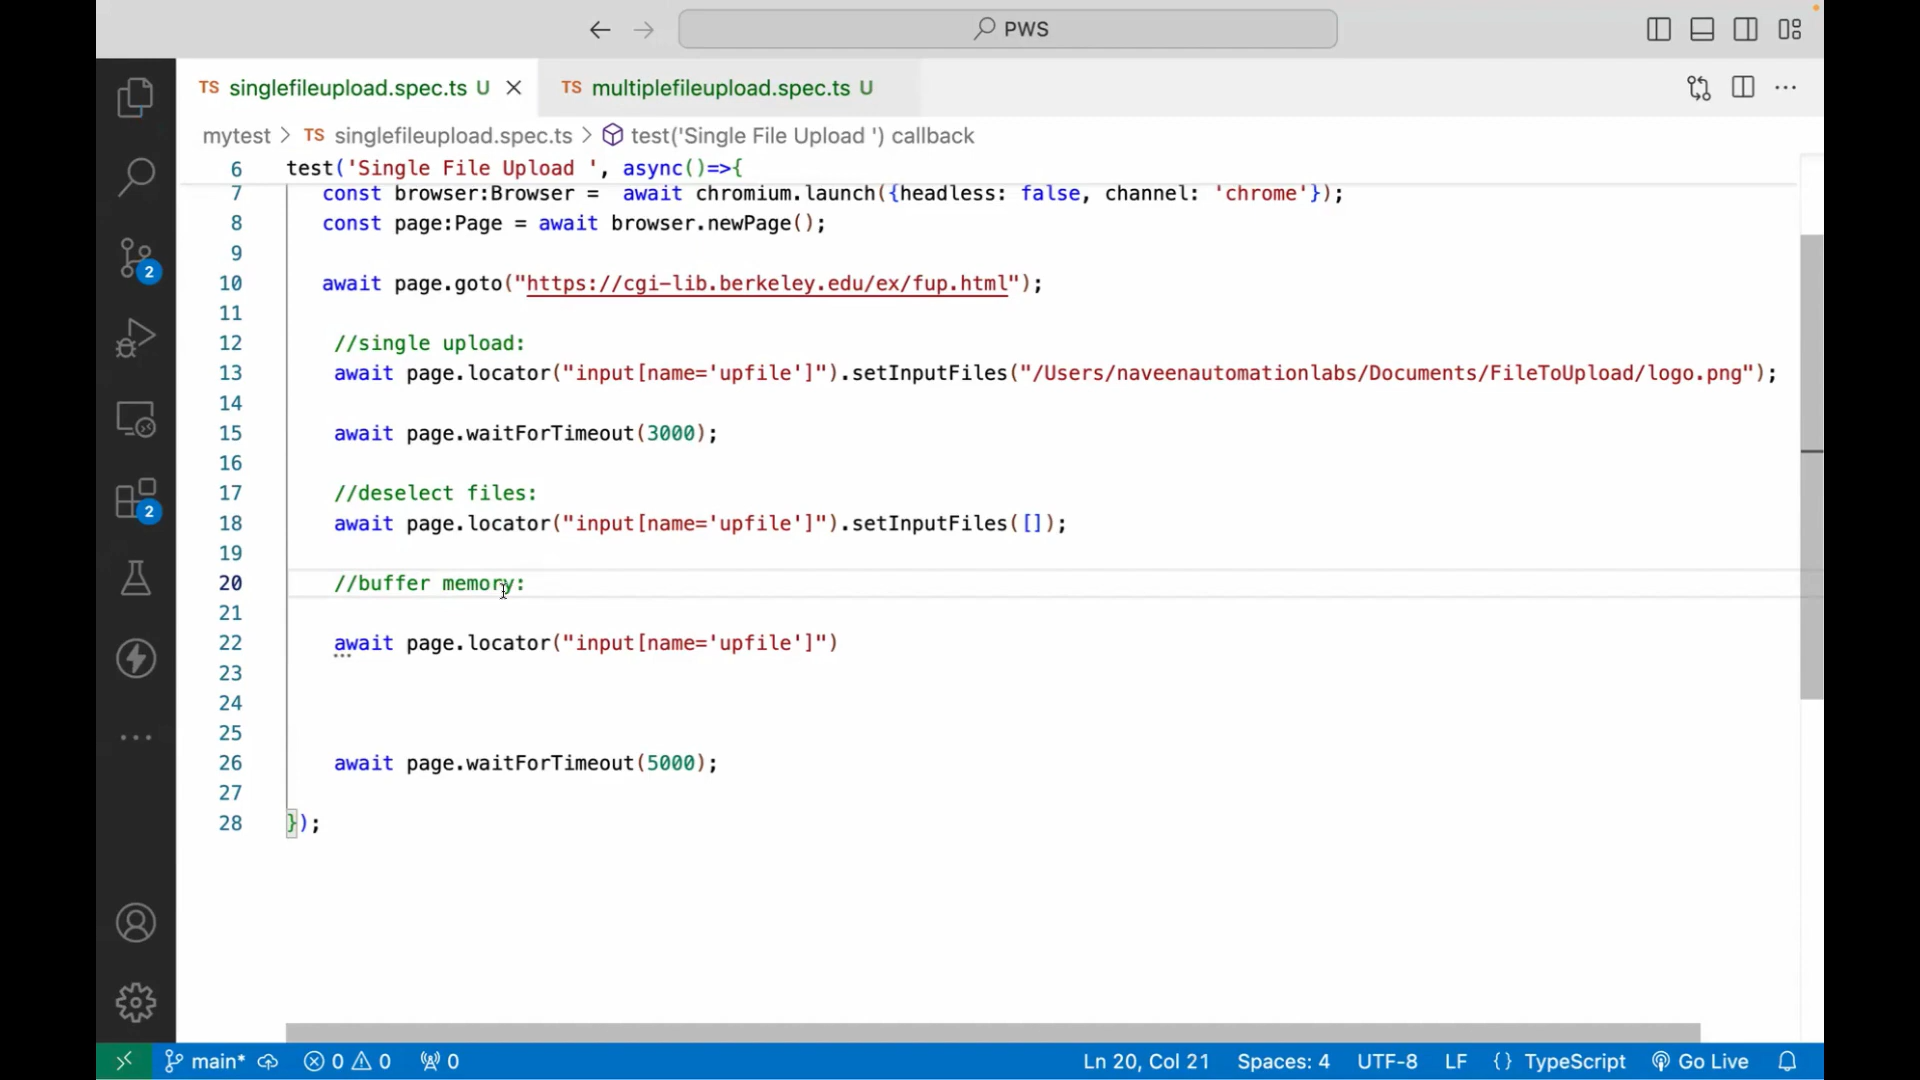 PWS
TS singlefileupload.spec.ts U
TS multiplefileupload.spec.ts U
mytest > TS singlefileupload.spec.ts > test('Single File Upload ') callback
6 test('Single File Upload ', async()=>{
7 const browser:Browser =  await chromium.launch({headless: false, channel: 'chrome'});
8 const page:Page = await browser.newPage();
9
10 await page.goto("https://cgi-lib.berkeley.edu/ex/fup.html");
11
12 //single upload:
13 await page.locator("input[name='upfile']").setInputFiles("/Users/naveenautomationlabs/Documents/FileToUpload/logo.png");
14
15 await page.waitForTimeout(3000);
16
17 //deselect files:
18 await page.locator("input[name='upfile']").setInputFiles([]);
19
20 //buffer memory:
21
22 await page.locator("input[name='upfile']")
23
24
25
26 await page.waitForTimeout(5000);
27
28 });
2
2
main* 0 0 0 Ln 20, Col 21 Spaces: 4 UTF-8 LF {} TypeScript Go Live